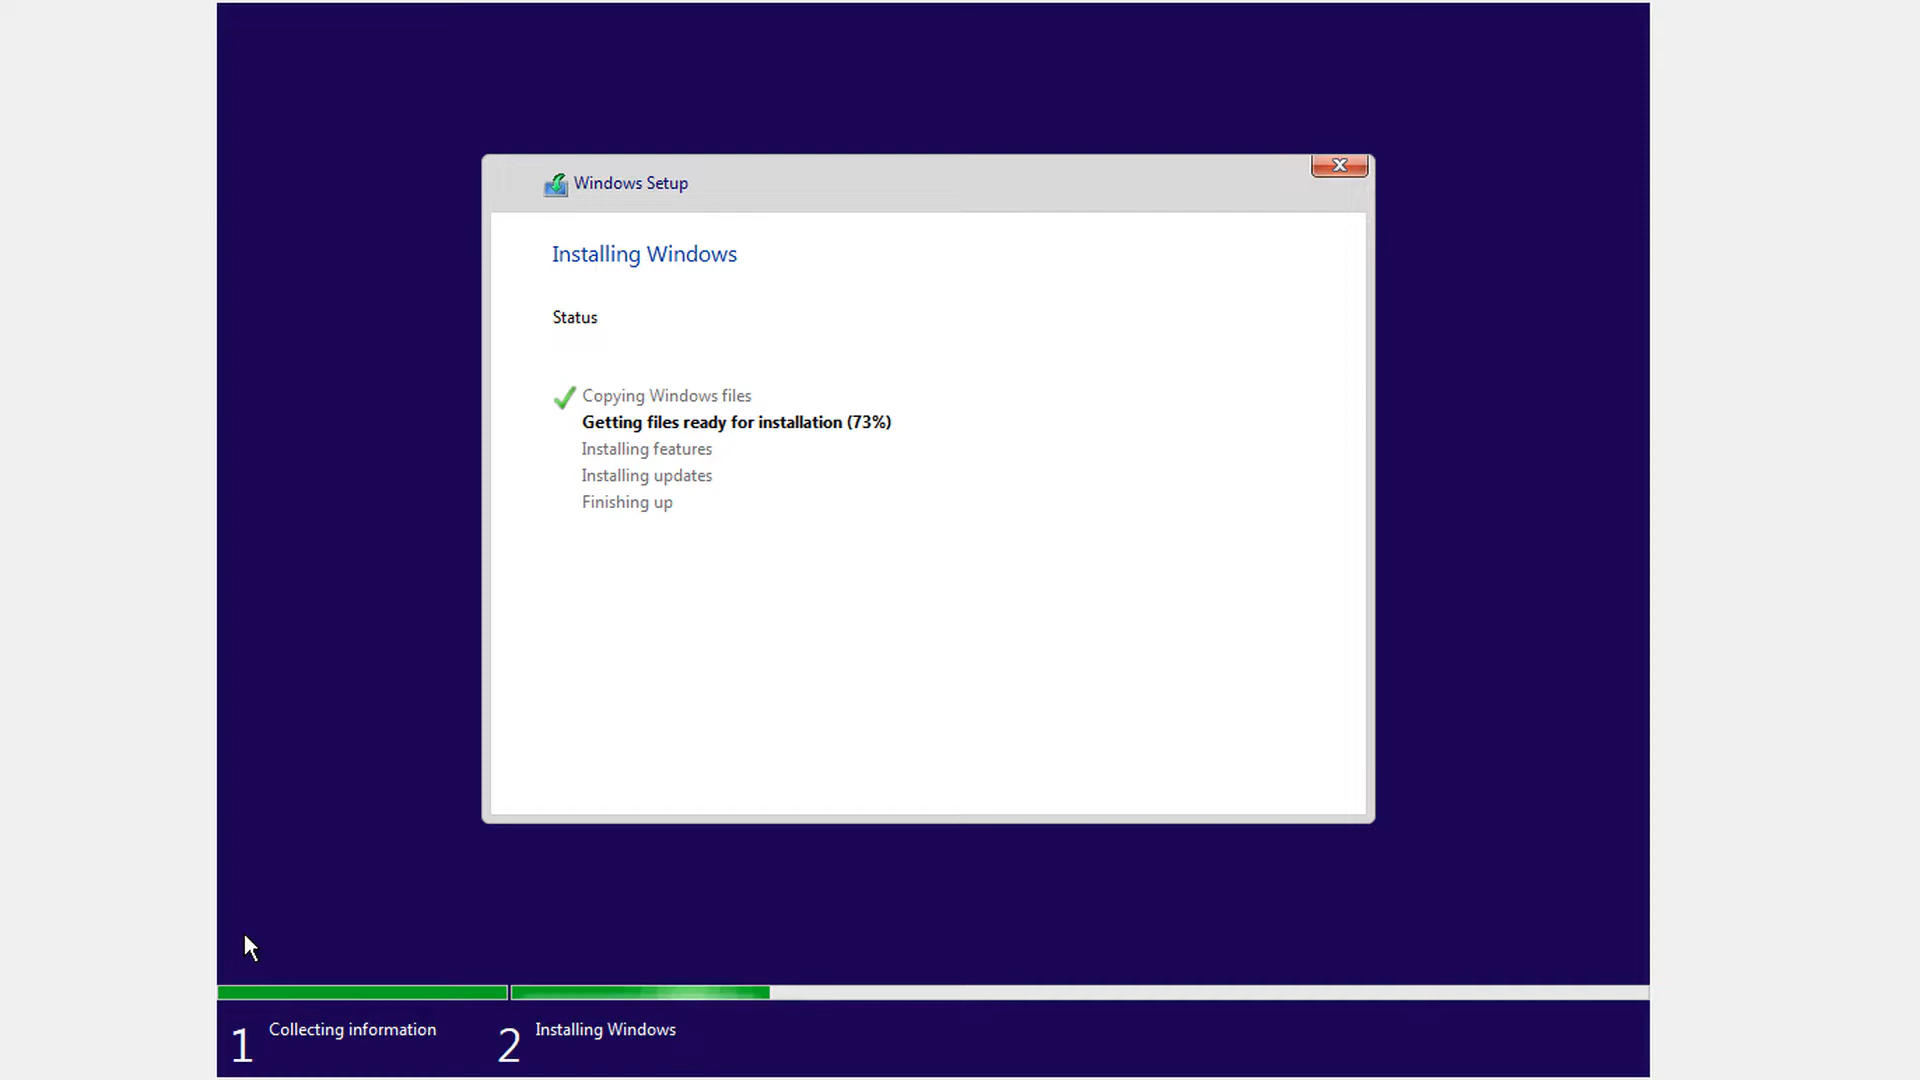 Windows Setup
Installing Windows
Status
Copying Windows files
Getting files ready for installation (73%)
Installing features
Installing updates
Finishing up
1 Collecting information 2 Installing Windows